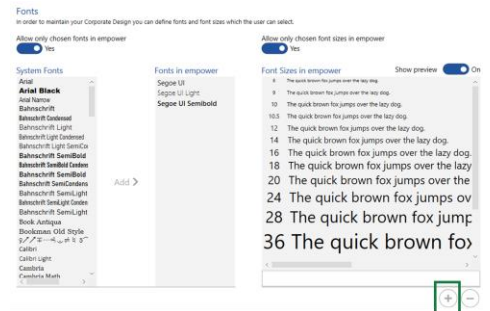 Fonts
In order to maintain your Corporate Design you can define fonts and font sizes which the user can select.
Allow only chosen fonts in empower
Yes
Allow only chosen font sizes in empower
Yes
System Fonts
Arial
Arial Black
Arial Narrow
Bahnschrift
Bahnschrift Condensed
Bahnschrift Light
Bahnschrift Light Condensed
Bahnschrift Light SemiCo
Bahnschrift SemiBold
Bahnschrift SemiBold Condens
Bahnschrift SemiBold
Bahnschrift SemiCondens
Bahnschrift SemiLight
Bahnschrift SemiLight Conden
Bahnschrift SemiLight
Book Antiqua
Bookman Old Style
Calibri
Calibri Light
Cambria
Cambria Math
Add >
Fonts in empower
Segoe UI
Segoe UI Light
Segoe UI Semibold
Font Sizes in empower
Show preview
On
8 The quick brown fox jumps over the lazy dog.
9 The quick brown fox jumps over the lazy dog.
10 The quick brown fox jumps over the lazy dog.
10.5 The quick brown fox jumps over the lazy dog.
12 The quick brown fox jumps over the lazy dog.
14 The quick brown fox jumps over the lazy dog.
16 The quick brown fox jumps over the lazy dog.
18 The quick brown fox jumps over the lazy
20 The quick brown fox jumps over the
24 The quick brown fox jumps ov
28 The quick brown fox jump
36 The quick brown fox